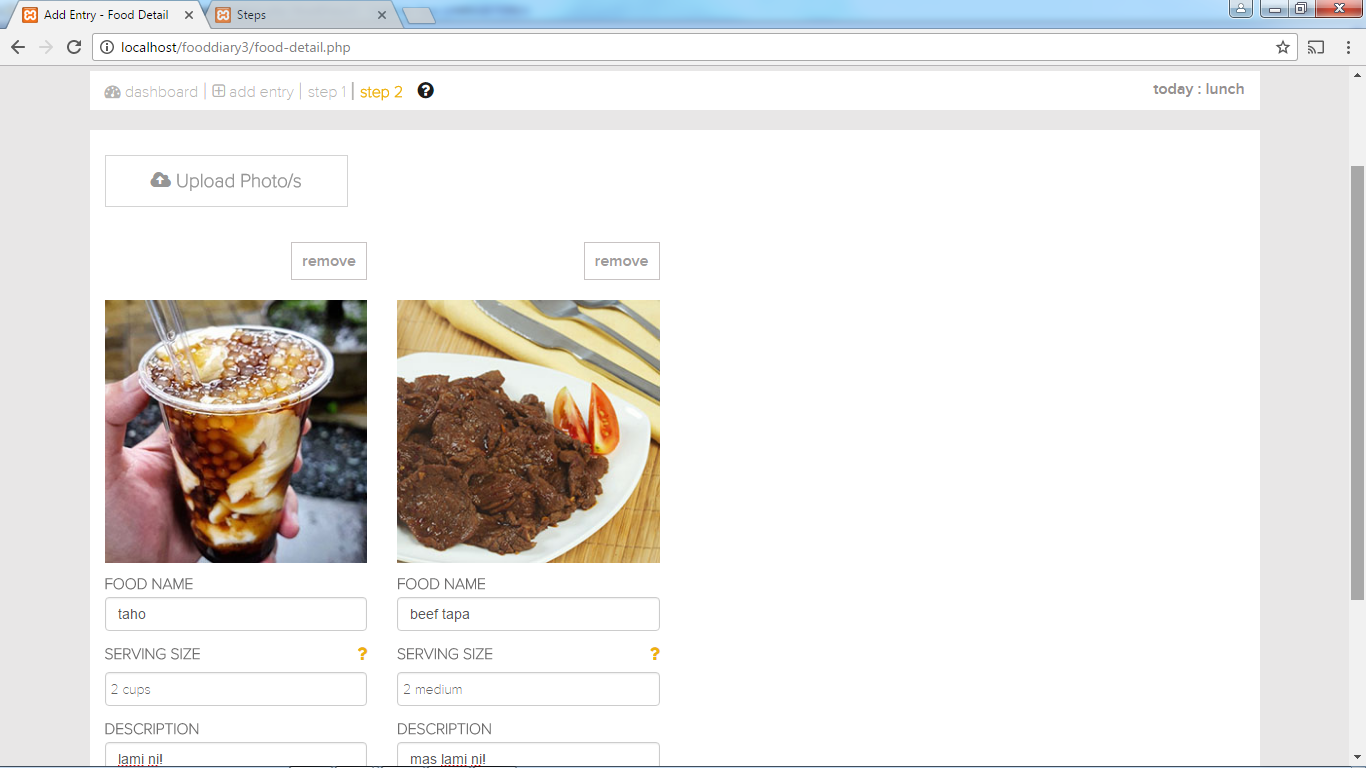 Add Entry - Food Detail
Steps
localhost/fooddiary3/food-detail.php
dashboard | add entry | step 1 | step 2 ?
today : lunch
Upload Photo/s
remove
remove
FOOD NAME
FOOD NAME
taho
beef tapa
SERVING SIZE ?
SERVING SIZE ?
2 cups
2 medium
DESCRIPTION
DESCRIPTION
lami ni!
mas lami ni!